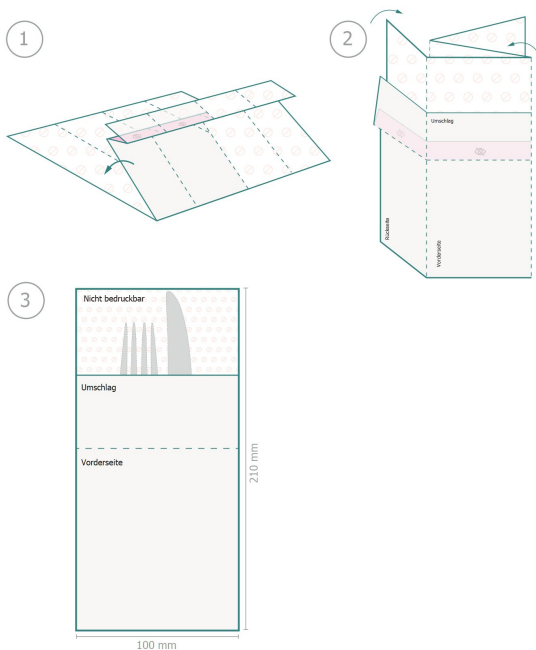 1
2
Umschlag
Rückseite
Vorderseite
3
Nicht bedruckbar
Umschlag
Vorderseite
210 mm
100 mm